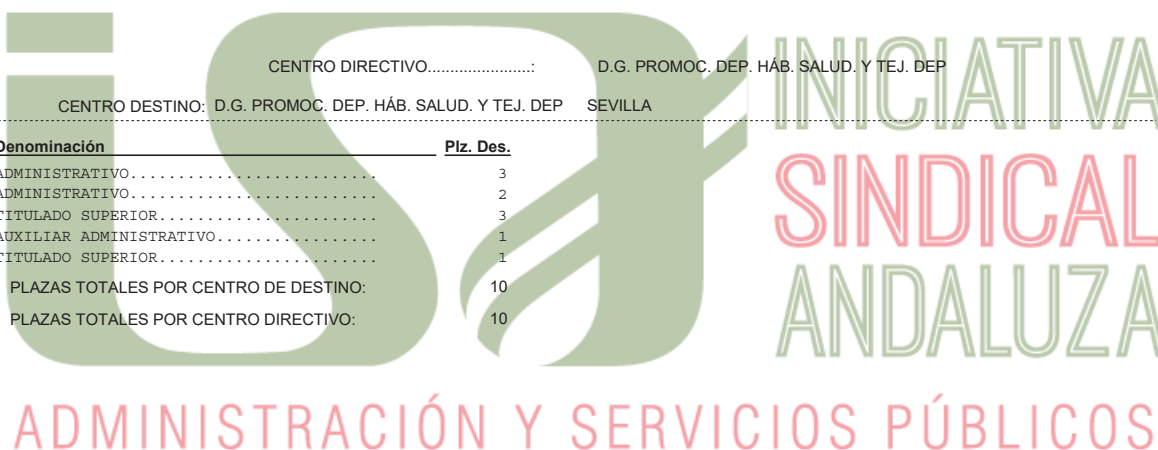 CENTRO DIRECTIVO.......................: D.G. PROMOC. DEP. HÁB. SALUD. Y TEJ. DEP
CENTRO DESTINO: D.G. PROMOC. DEP. HÁB. SALUD. Y TEJ. DEP SEVILLA
Denominación Plz. Des.
ADMINISTRATIVO.......................... 3
ADMINISTRATIVO.......................... 2
TITULADO SUPERIOR....................... 3
AUXILIAR ADMINISTRATIVO................. 1
TITULADO SUPERIOR....................... 1
PLAZAS TOTALES POR CENTRO DE DESTINO: 10
PLAZAS TOTALES POR CENTRO DIRECTIVO: 10
isa
INICIATIVA
SINDICAL
ANDALUZA
ADMINISTRACIÓN Y SERVICIOS PÚBLICOS